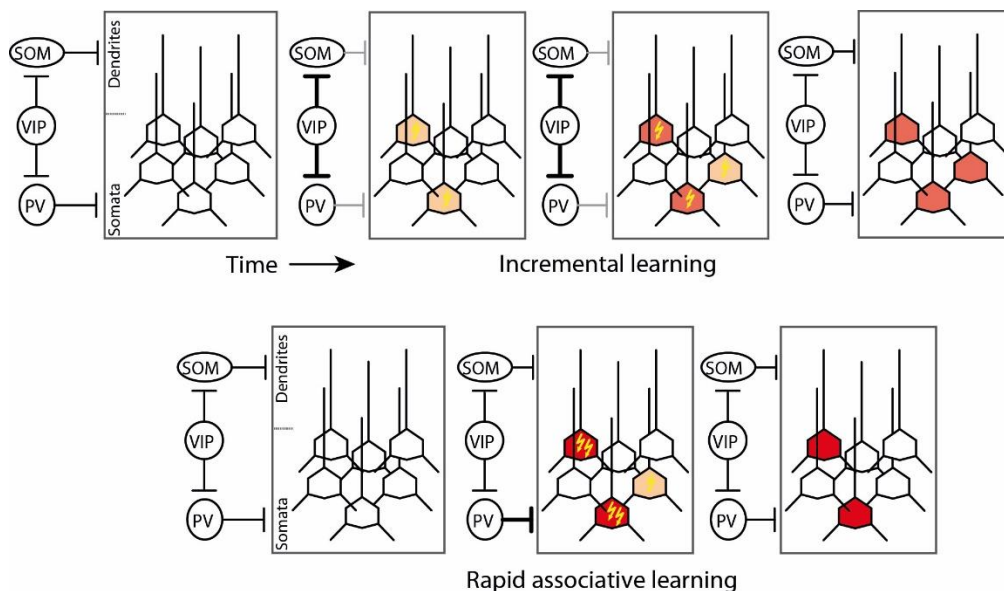 SOM
VIP
PV
Dendrites
Somata
SOM
VIP
PV
SOM
VIP
PV
SOM
VIP
PV
Time
Incremental learning
SOM
VIP
PV
Dendrites
Somata
SOM
VIP
PV
SOM
VIP
PV
Rapid associative learning